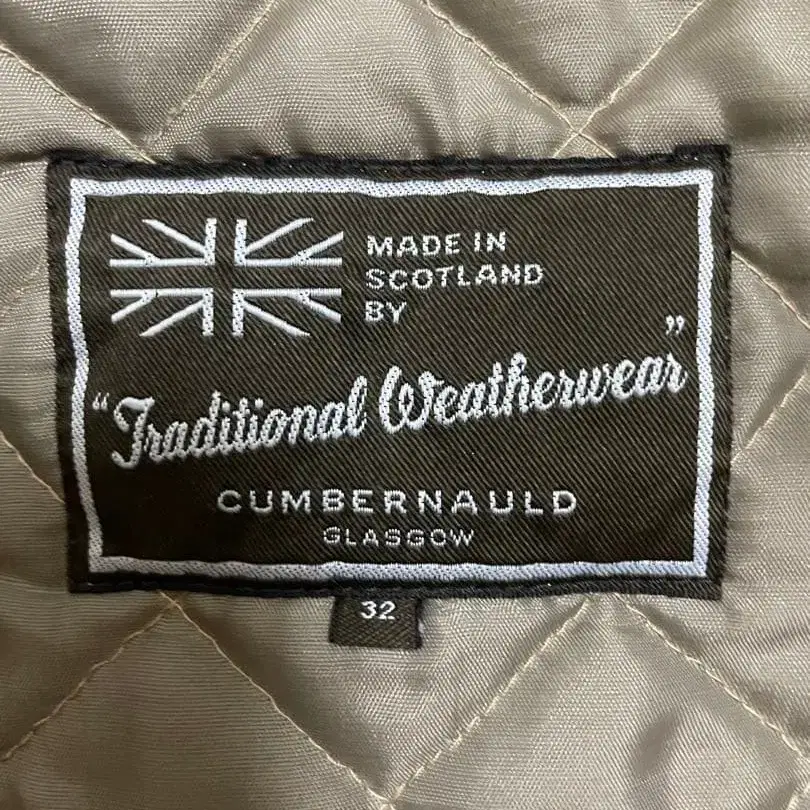 MADE IN
SCOTLAND
BY
"Traditional Weatherwear"
CUMBERNAULD
GLASGOW
32